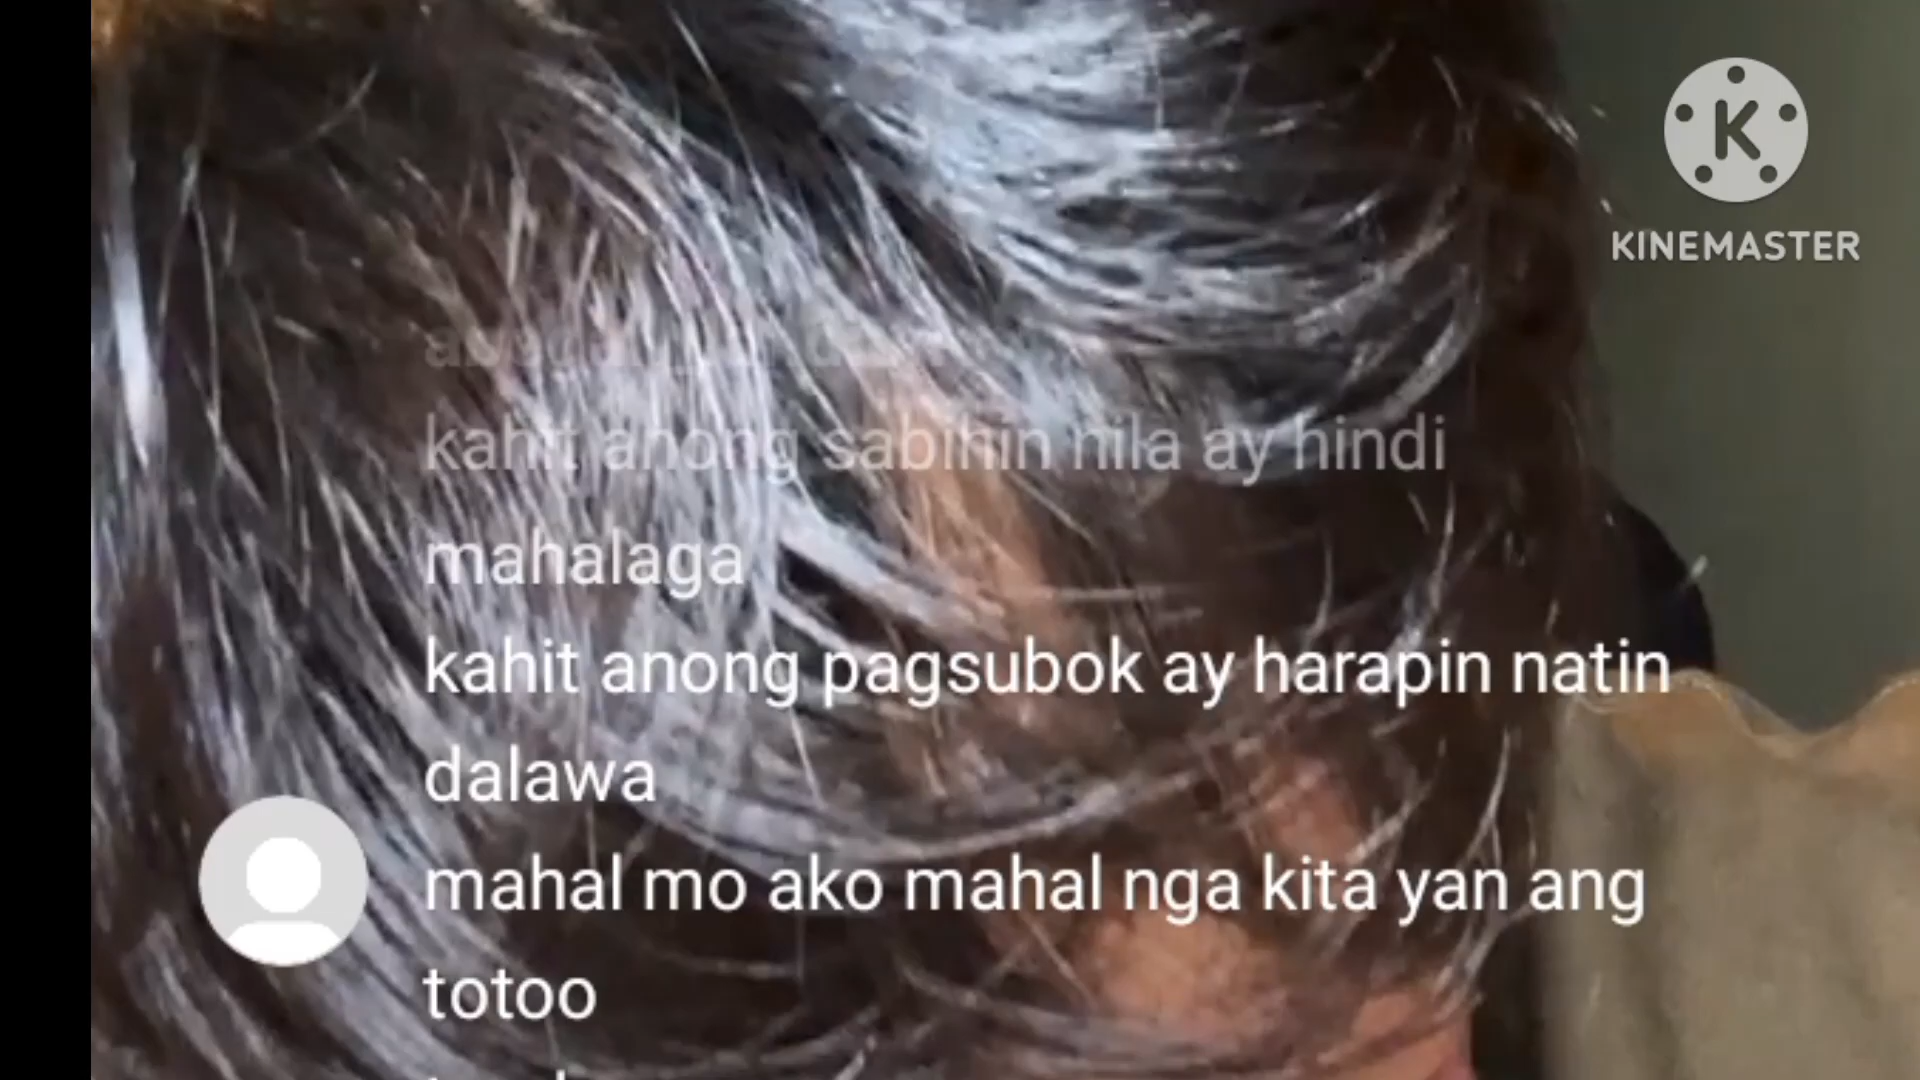 KINEMASTER
kahit anong sabihin nila ay hindi
mahalaga
kahit anong pagsubok ay harapin natin
dalawa
mahal mo ako mahal nga kita yan ang
totoo